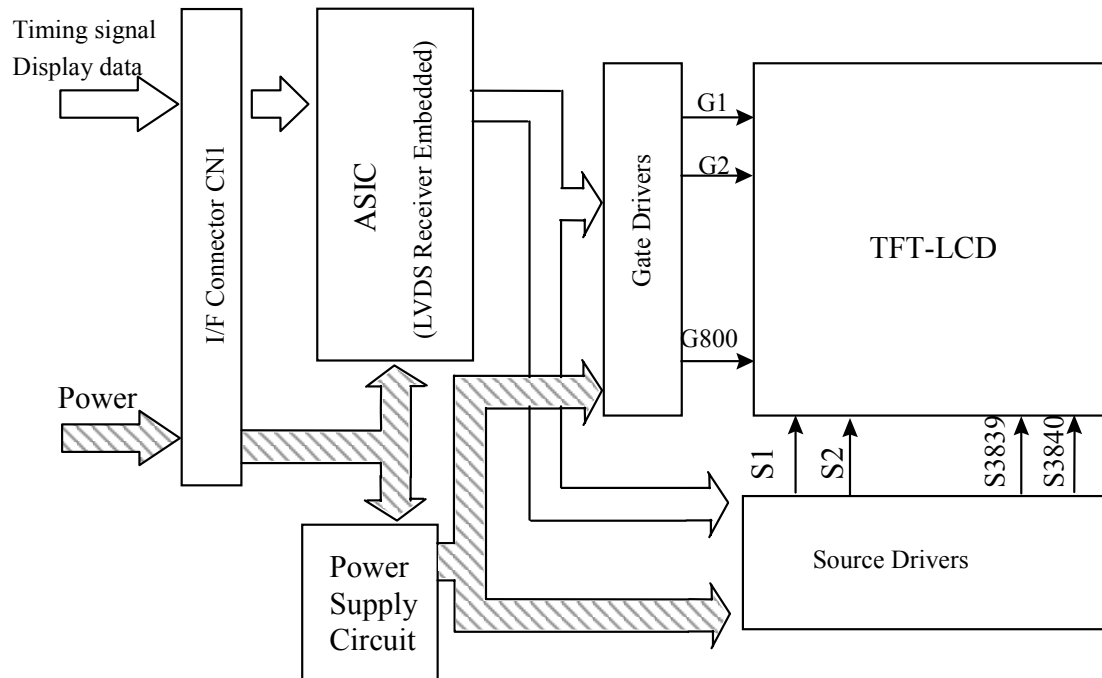 Timing signal
Display data
Power
I/F Connector CN1
ASIC
(LVDS Receiver Embedded)
Power
Supply
Circuit
Gate Drivers
G1
G2
G800
TFT-LCD
S1
S2
S3839
S3840
Source Drivers